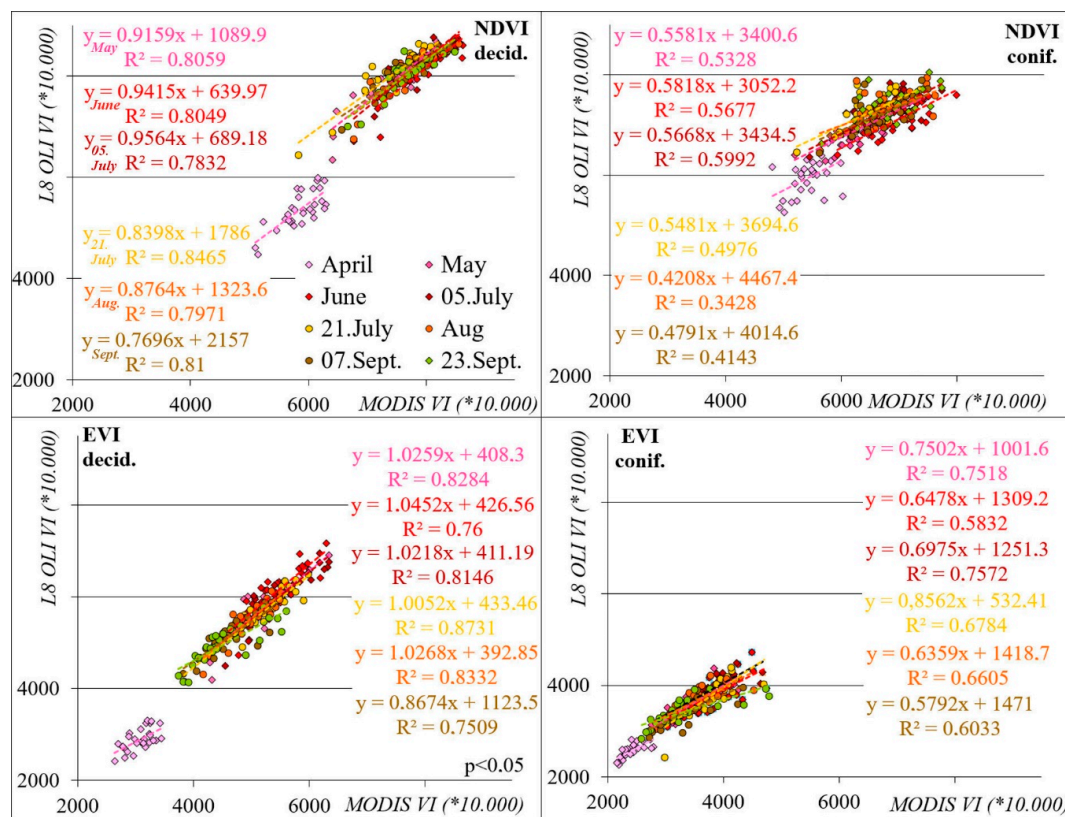 y = 0.9159x + 1089.9
May
R² = 0.8059
y = 0.9415x + 639.97
June
R² = 0.8049
y = 0.9564x + 689.18
05.
July
R² = 0.7832
y = 0.8398x + 1786
21.
July
R² = 0.8465
y = 0.8764x + 1323.6
Aug.
R² = 0.7971
y = 0.7696x + 2157
Sept.
R² = 0.81
NDVI
decid.
April
May
June
05.July
21.July
Aug
07.Sept.
23.Sept.
L8 OLI VI (*10.000)
2000
2000
4000
6000
MODIS VI (*10.000)
y = 0.5581x + 3400.6
R² = 0.5328
y = 0.5818x + 3052.2
R² = 0.5677
y = 0.5668x + 3434.5
R² = 0.5992
y = 0.5481x + 3694.6
R² = 0.4976
y = 0.4208x + 4467.4
R² = 0.3428
y = 0.4791x + 4014.6
R² = 0.4143
NDVI
conif.
L8 OLI VI (*10.000)
2000
2000
4000
6000
MODIS VI (*10.000)
EVI
decid.
y = 1.0259x + 408.3
R² = 0.8284
y = 1.0452x + 426.56
R² = 0.76
y = 1.0218x + 411.19
R² = 0.8146
y = 1.0052x + 433.46
R² = 0.8731
y = 1.0268x + 392.85
R² = 0.8332
y = 0.8674x + 1123.5
R² = 0.7509
p<0.05
L8 OLI VI (*10.000)
4000
2000
2000
4000
6000
MODIS VI (*10.000)
EVI
conif.
y = 0.7502x + 1001.6
R² = 0.7518
y = 0.6478x + 1309.2
R² = 0.5832
y = 0.6975x + 1251.3
R² = 0.7572
y = 0,8562x + 532.41
R² = 0.6784
y = 0.6359x + 1418.7
R² = 0.6605
y = 0.5792x + 1471
R² = 0.6033
L8 OLI VI (*10.000)
4000
2000
2000
4000
6000
MODIS VI (*10.000)